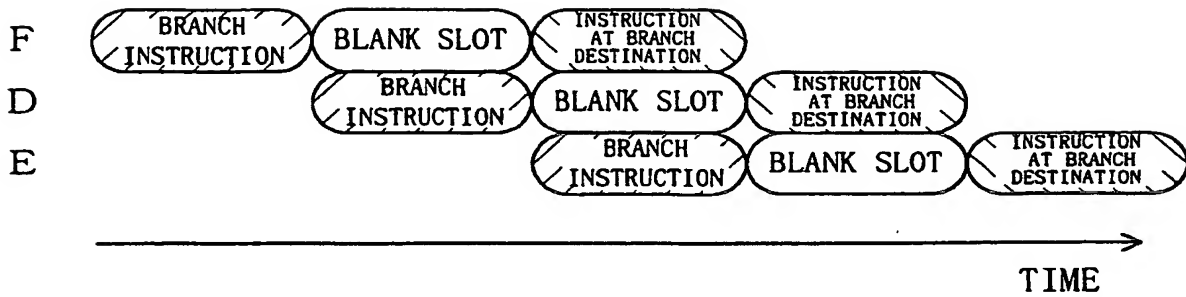 F
BRANCH
INSTRUCTION
BLANK SLOT
INSTRUCTION
AT BRANCH
DESTINATION
D
BRANCH
INSTRUCTION
BLANK SLOT
INSTRUCTION
AT BRANCH
DESTINATION
E
BRANCH
INSTRUCTION
BLANK SLOT
INSTRUCTION
AT BRANCH
DESTINATION
TIME